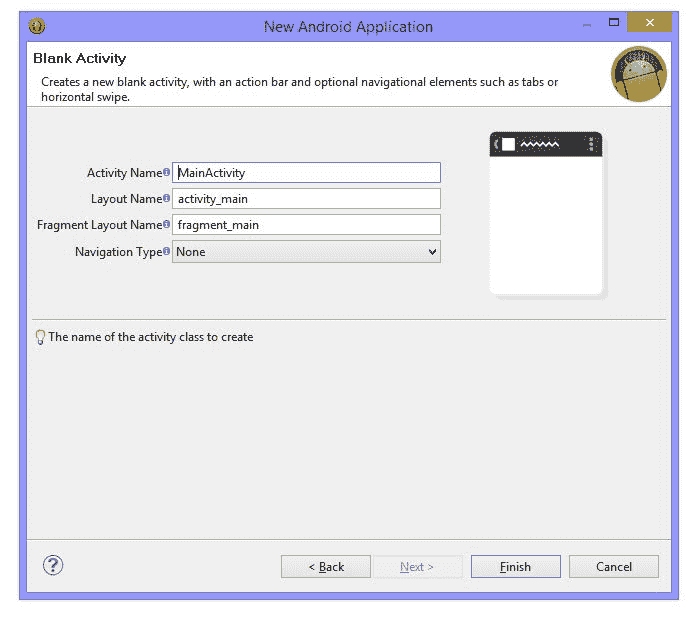 New Android Application
Blank Activity
Creates a new blank activity, with an action bar and optional navigational elements such as tabs or
horizontal swipe.
Activity Name MainActivity
Layout Name activity_main
Fragment Layout Name fragment_main
Navigation Type None
The name of the activity class to create
?
< Back Next > Finish Cancel